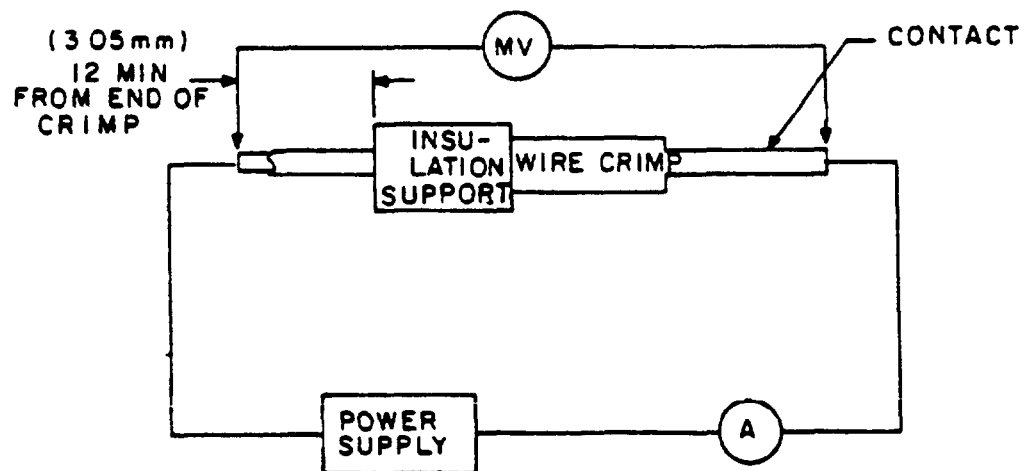 (3 05mm)
12 MIN
FROM END OF
CRIMP
MV
CONTACT
INSU-
LATION
SUPPORT
WIRE CRIMP
POWER
SUPPLY
A